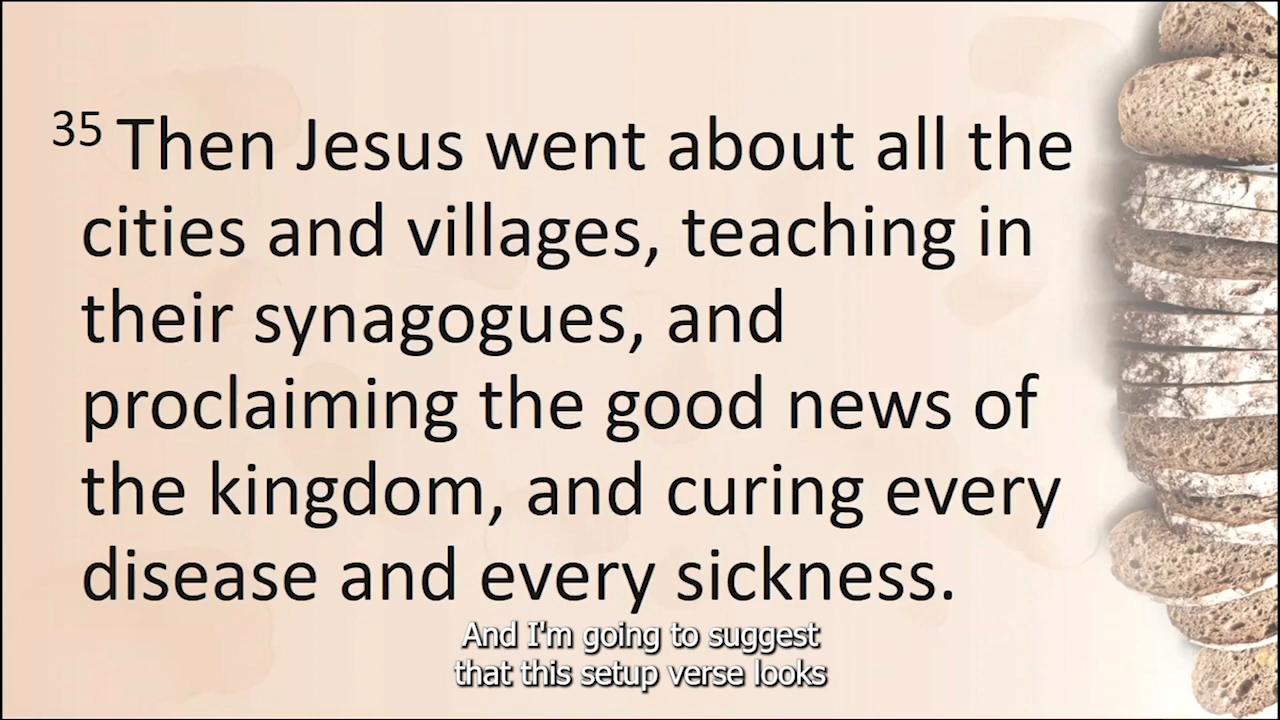 35 Then Jesus went about all the
cities and villages, teaching in
their synagogues, and
proclaiming the good news of
the kingdom, and curing every
disease and every sickness.
And I'm going to suggest
that this setup verse looks